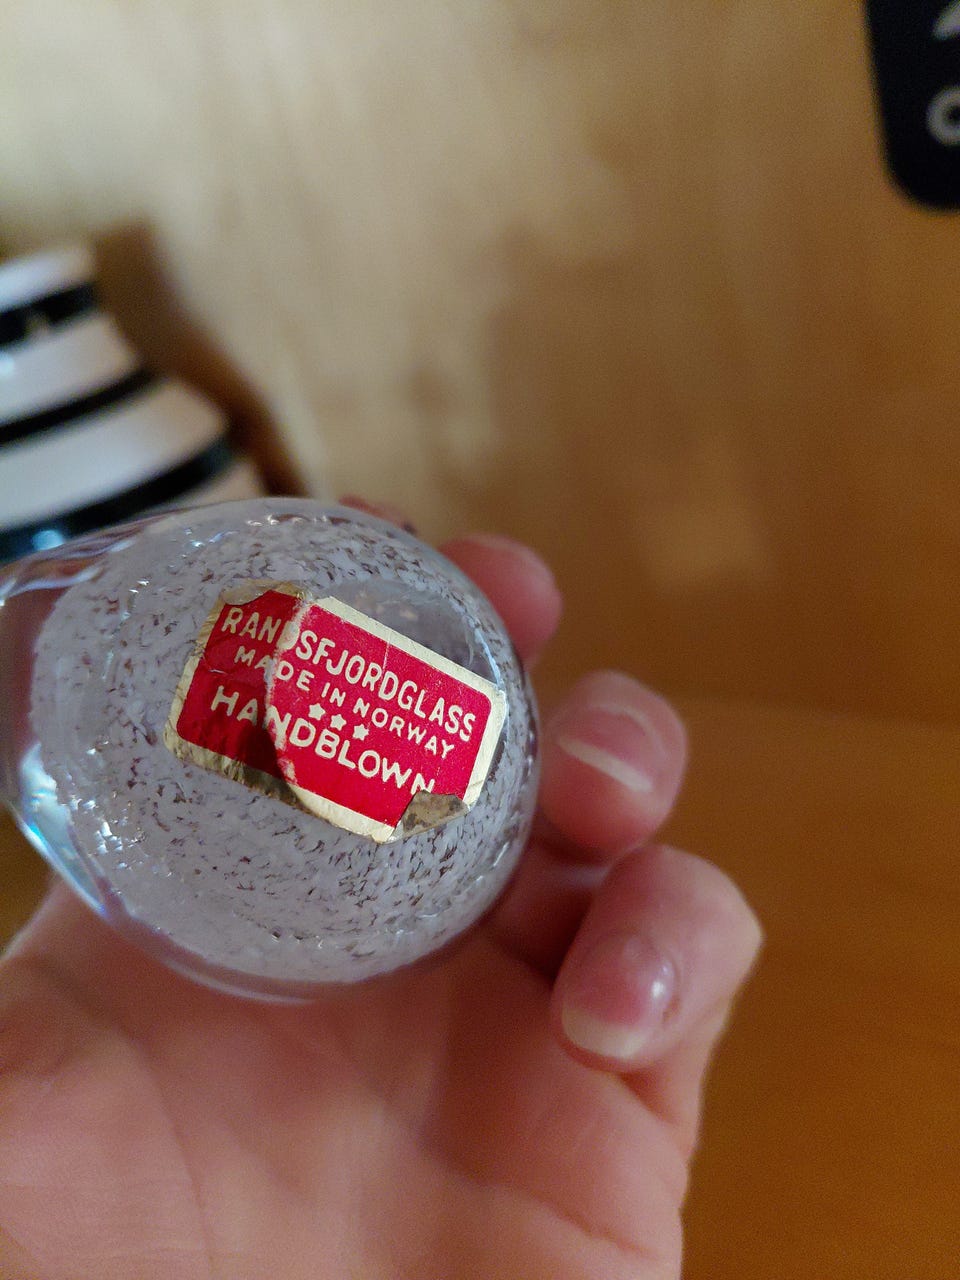 RANDSFJORDGLASS
MADE IN NORWAY
★★★
HANDBLOWN